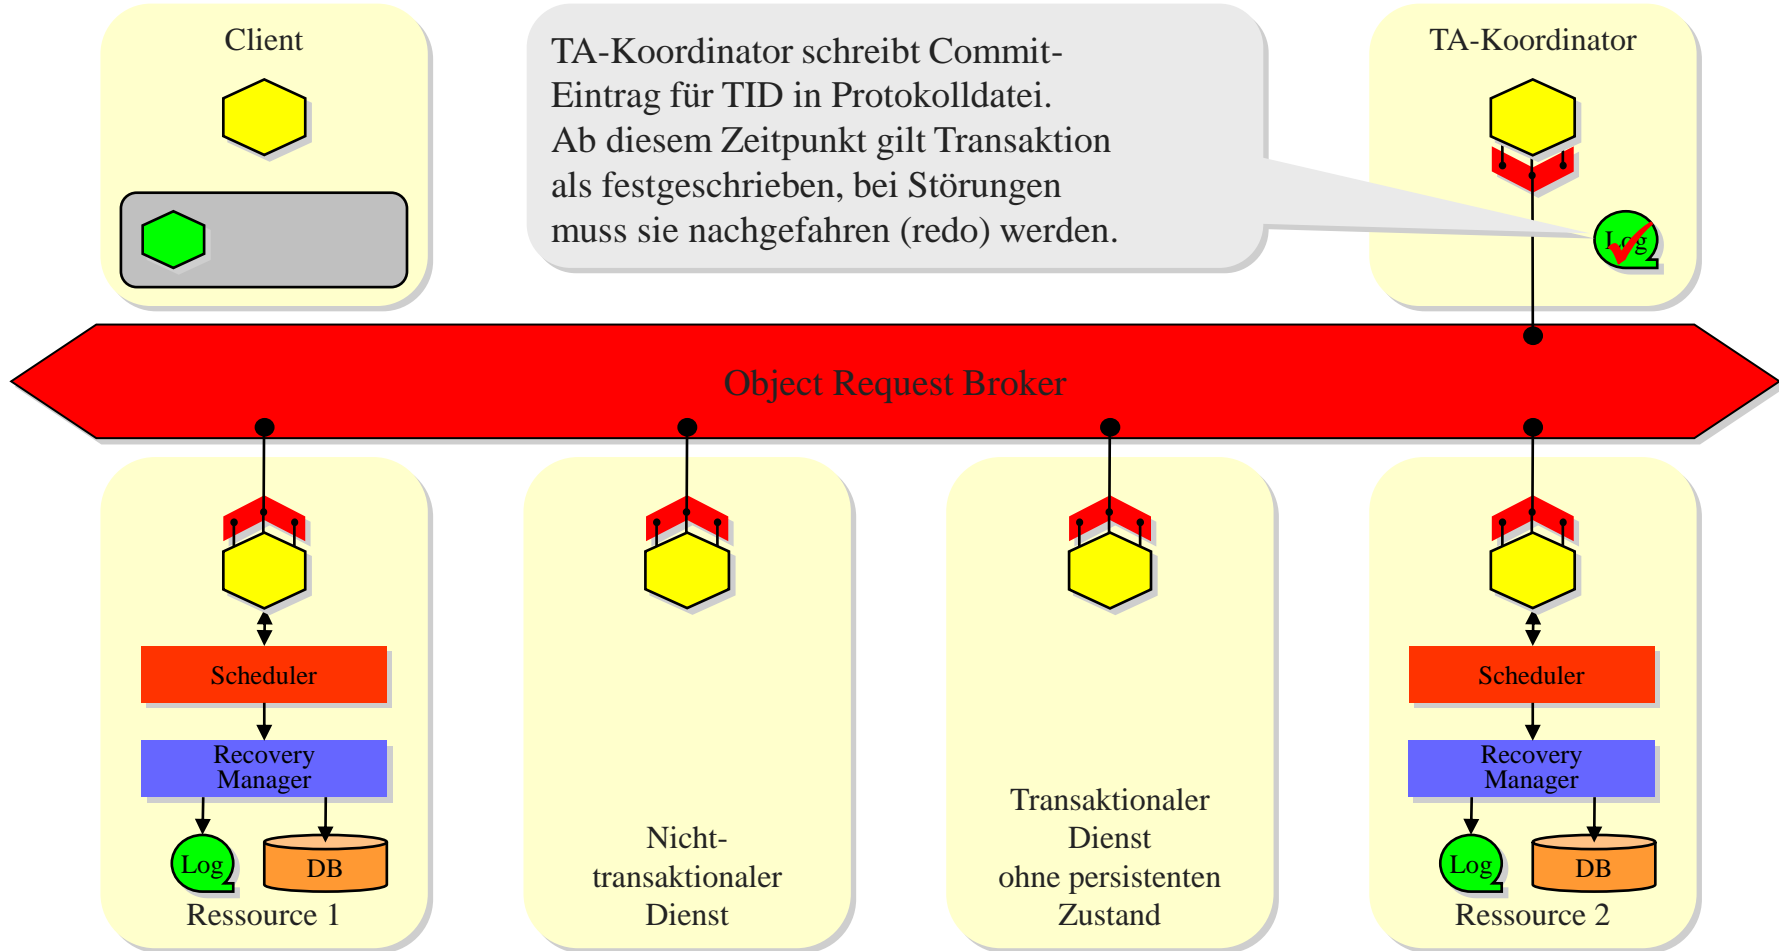 Client
TA-Koordinator schreibt Commit-
Eintrag für TID in Protokolldatei.
Ab diesem Zeitpunkt gilt Transaktion
als festgeschrieben, bei Störungen
muss sie nachgefahren (redo) werden.
TA-Koordinator
Log
Object Request Broker
Scheduler
Recovery
Manager
Log
DB
Ressource 1
Nicht-
transaktionaler
Dienst
Transaktionaler
Dienst
ohne persistenten
Zustand
Scheduler
Recovery
Manager
Log
DB
Ressource 2